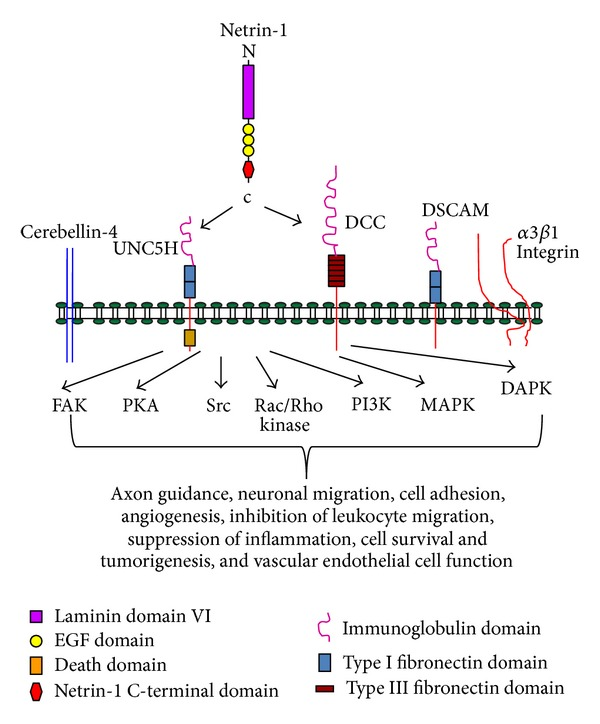 Netrin-1
N
c
Cerebellin-4
UNC5H
DCC
DSCAM
α3β1
Integrin
FAK
PKA
Src
Rac/Rho
kinase
PI3K
MAPK
DAPK
Axon guidance, neuronal migration, cell adhesion,
angiogenesis, inhibition of leukocyte migration,
suppression of inflammation, cell survival and
tumorigenesis, and vascular endothelial cell function
Laminin domain VI
EGF domain
Death domain
Netrin-1 C-terminal domain
Immunoglobulin domain
Type I fibronectin domain
Type III fibronectin domain